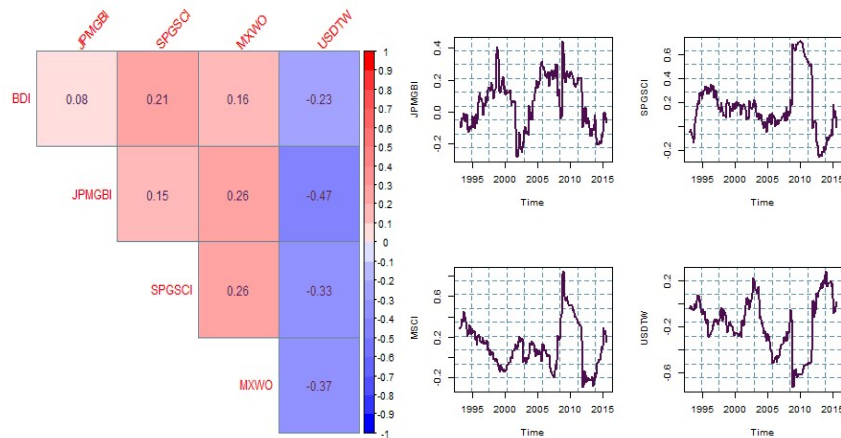 JPMGBI SPGSCI MXWO USDTW
BDI 0.08 0.21 0.16 -0.23
JPMGBI 0.15 0.26 -0.47
SPGSCI 0.26 -0.33
MXWO -0.37
1
0.9
0.8
0.7
0.6
0.5
0.4
0.3
0.2
0.1
0
-0.1
-0.2
-0.3
-0.4
-0.5
-0.6
-0.7
-0.8
-0.9
-1
JPMGBI
0.4
0.2
0.0
-0.2
1995 2000 2005 2010 2015
Time
SPGSCI
0.6
0.2
-0.2
1995 2000 2005 2010 2015
Time
MSCI
0.6
0.2
-0.2
1995 2000 2005 2010 2015
Time
USDTW
0.2
-0.2
-0.6
1995 2000 2005 2010 2015
Time